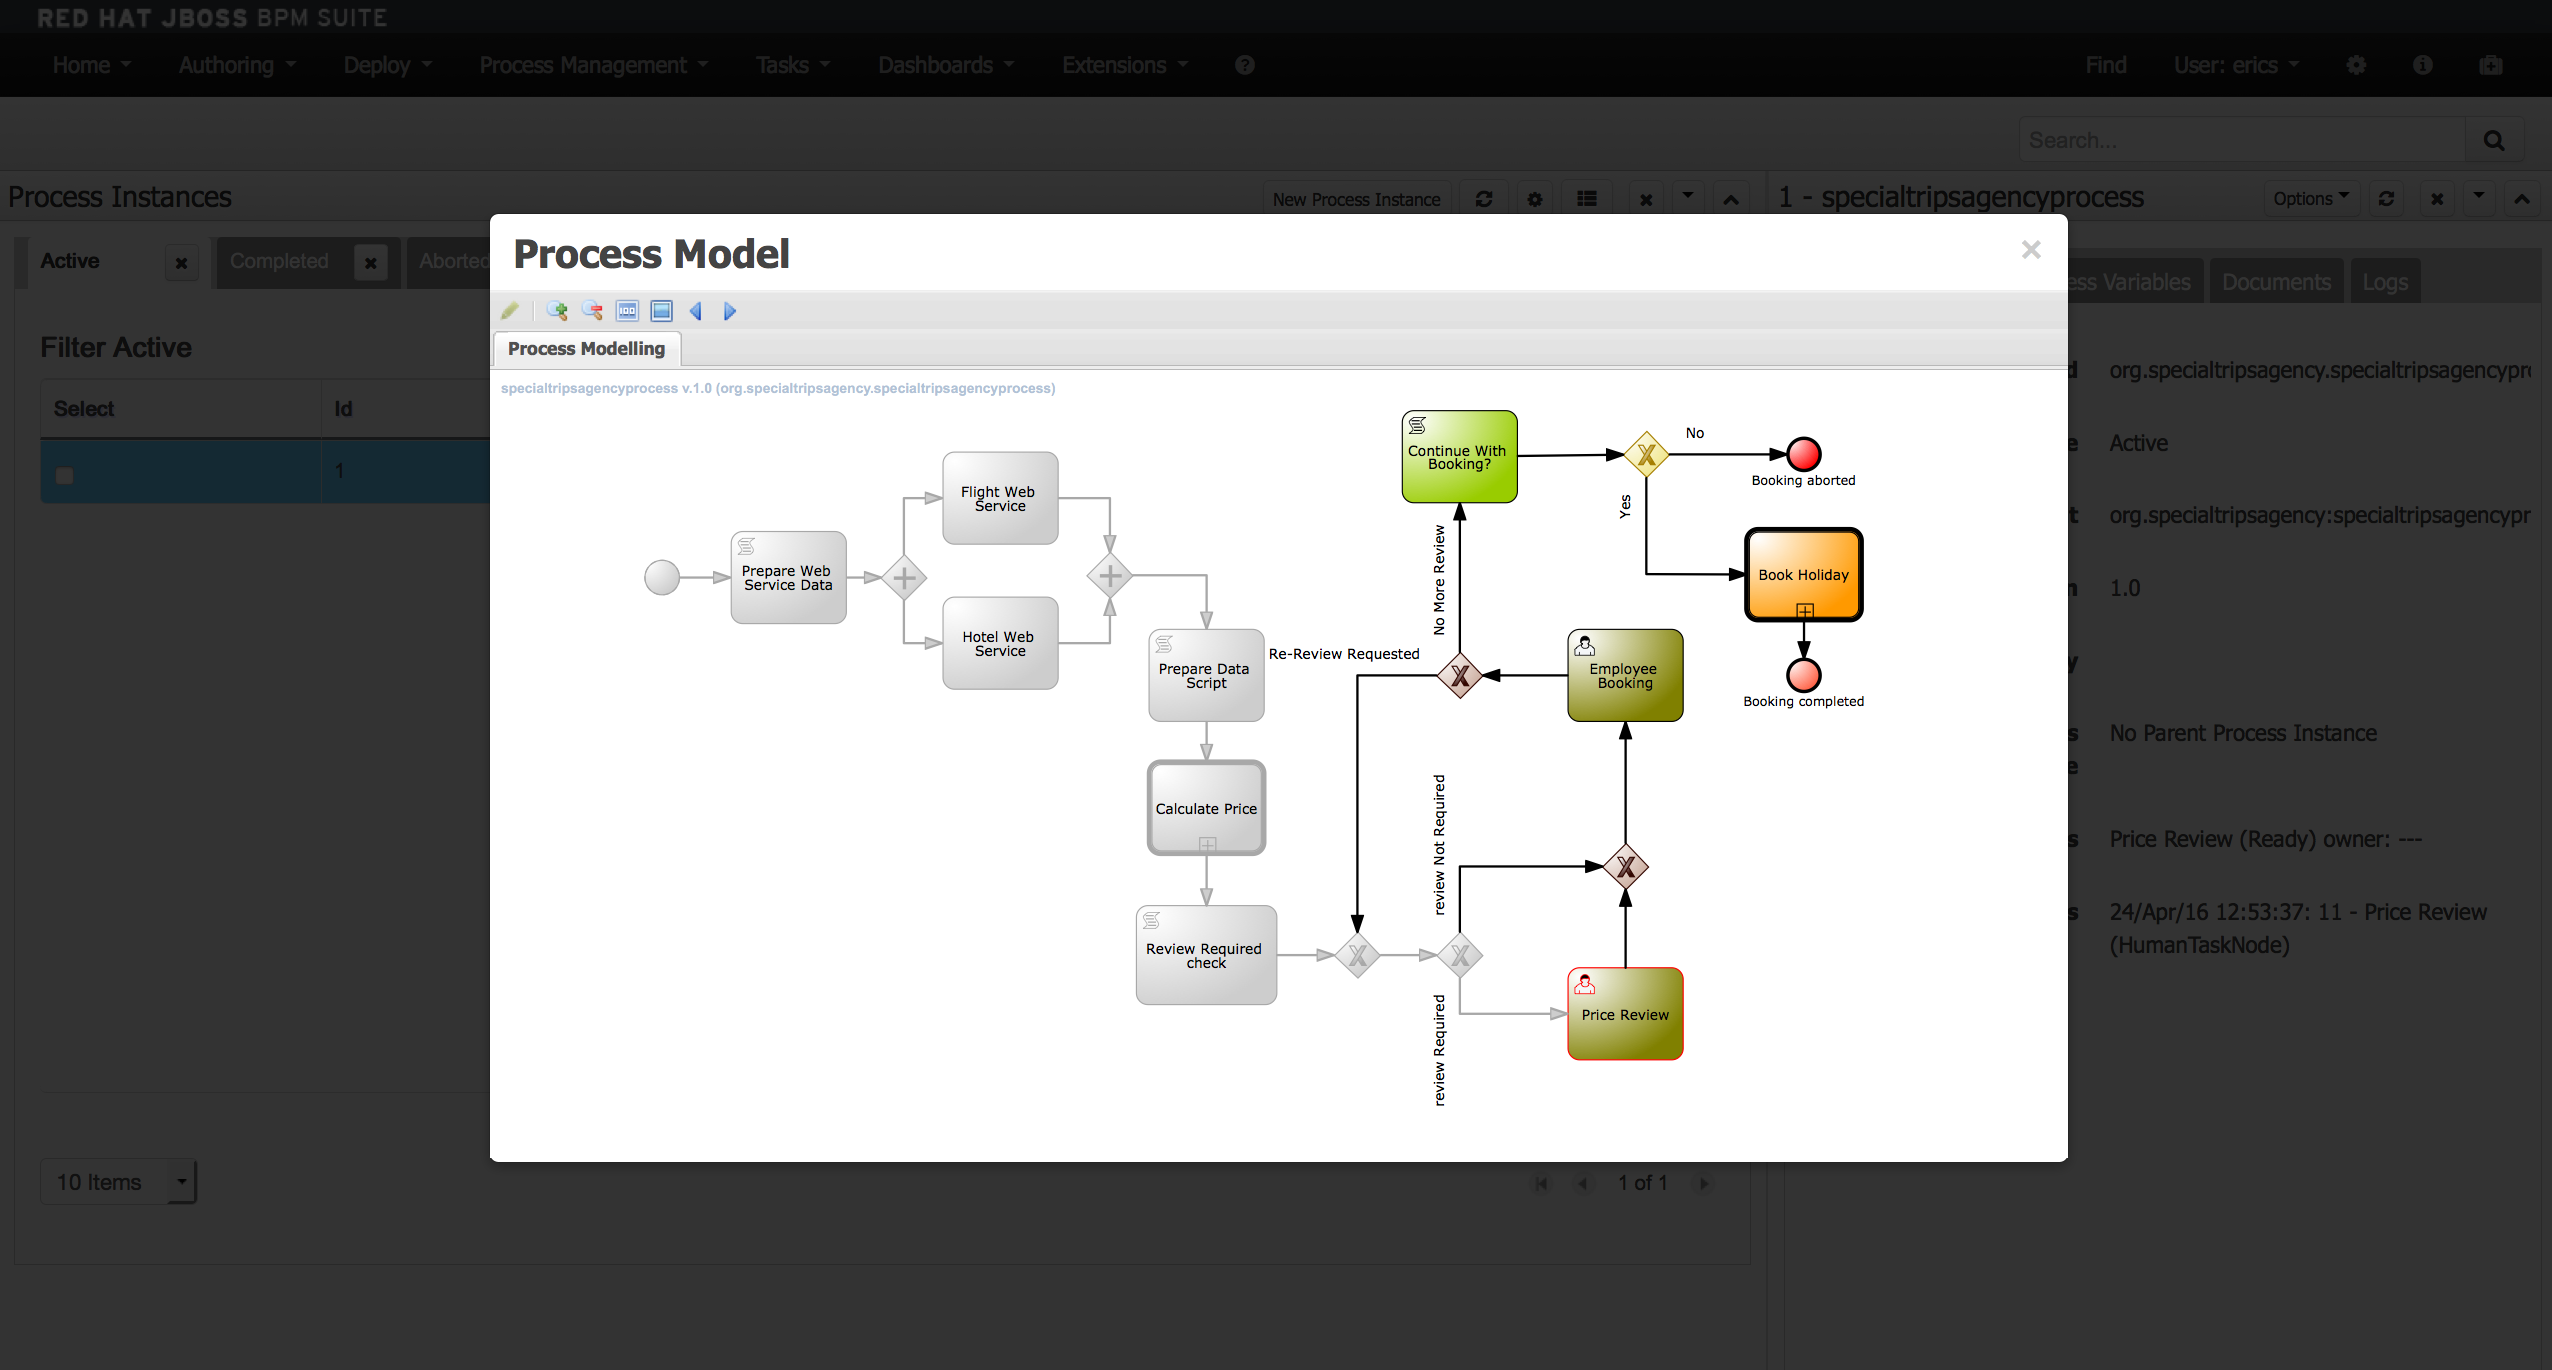 RED HAT JBOSS BPM SUITE
Home
Authoring
Deploy
Process Management
Tasks
Dashboards
Extensions
Find
User: erics
Search...
Process Instances
New Process Instance
1 - specialtripsagencyprocess
Options
Active
Completed
Aborted
Process Model
ess Variables
Documents
Logs
Process Modelling
Filter Active
specialtripsagencyprocess v.1.0 (org.specialtripsagency.specialtripsagencyprocess)
Select
Id
1
Continue With
Booking?
No
Booking aborted
Yes
Flight Web
Service
Prepare Web
Service Data
Hotel Web
Service
No More Review
Book Holiday
Booking completed
Re-Review Requested
Prepare Data
Script
Employee
Booking
Calculate Price
review Not Required
Review Required
check
Price Review
review Required
org.specialtripsagency.specialtripsagencypr
Active
org.specialtripsagency:specialtripsagencypr
1.0
No Parent Process Instance
Price Review (Ready) owner: ---
24/Apr/16 12:53:37: 11 - Price Review
(HumanTaskNode)
10 Items
1 of 1